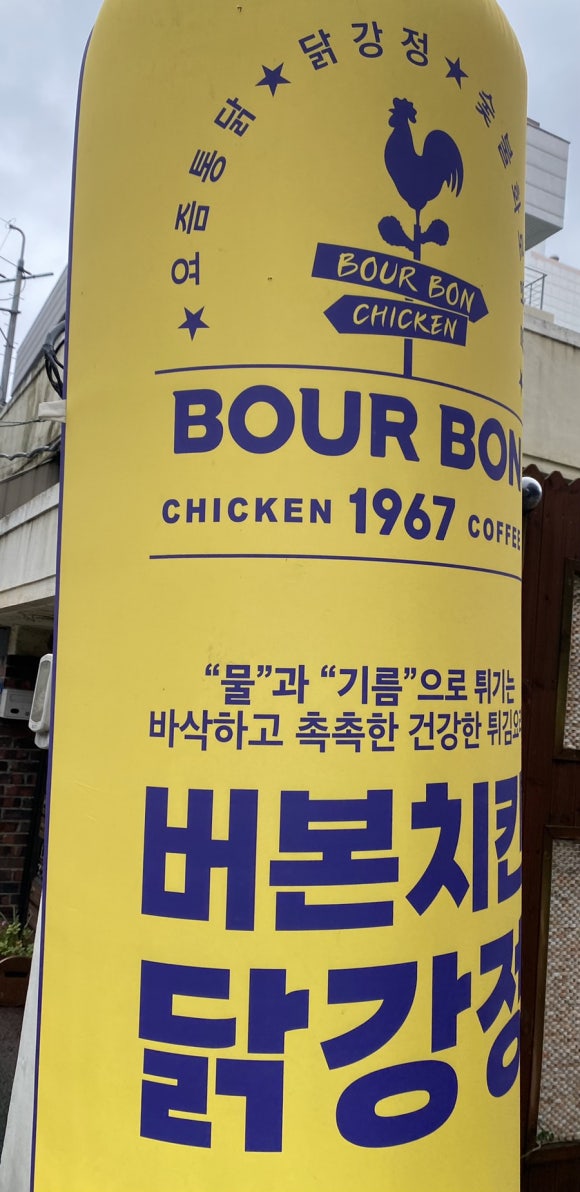 ★ 요즘통닭 ★ 닭강정 ★
BOUR BON
CHICKEN
BOUR BON
CHICKEN 1967 COFFEE
“물”과 “기름”으로 튀기는
바삭하고 촉촉한 건강한
버본치킨
닭강정